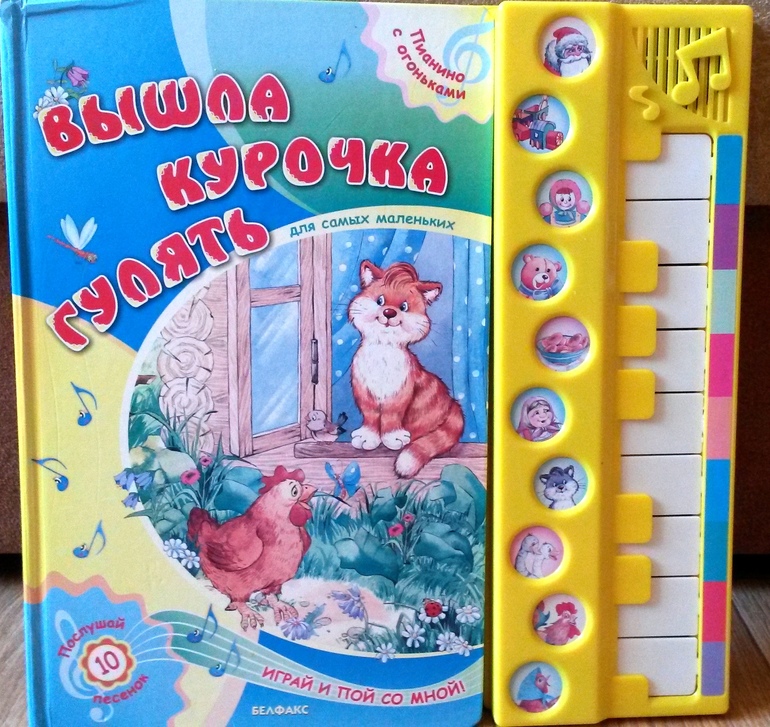 Пианино
с огоньками
ВЫШЛА
КУРОЧКА
ГУЛЯТЬ
для самых маленьких
Послушай
10
песенок
ИГРАЙ И ПОЙ СО МНОЙ!
БЕЛФАКС